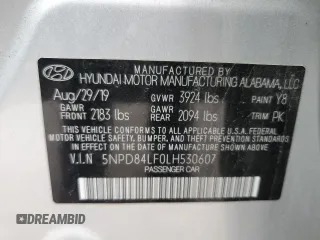 MANUFACTURED BY
HYUNDAI MOTOR MANUFACTURING ALABAMA, LLC
Aug/29/19 GVWR 3924 lbs PAINT Y8
GAWR FRONT 2183 lbs GAWR REAR 2094 lbs TRIM PK
THIS VEHICLE CONFORMS TO ALL APPLICABLE U.S. FEDERAL
MOTOR VEHICLE SAFETY, BUMPER, AND THEFT PREVENTION
STANDARDS IN EFFECT ON THE DATE OF MANUFACTURE SHOWN ABOVE.
V.I.N 5NPD84LF0LH530607
PASSENGER CAR
@DREAMBID DREAMBID.COM